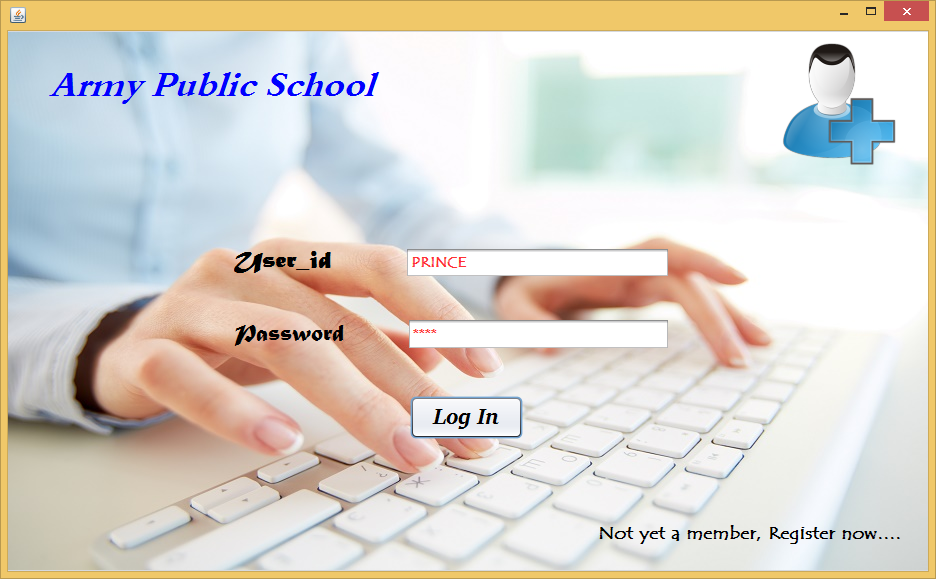 Army Public School
User_id
PRINCE
Password
****
Log In
Not yet a member, Register now....